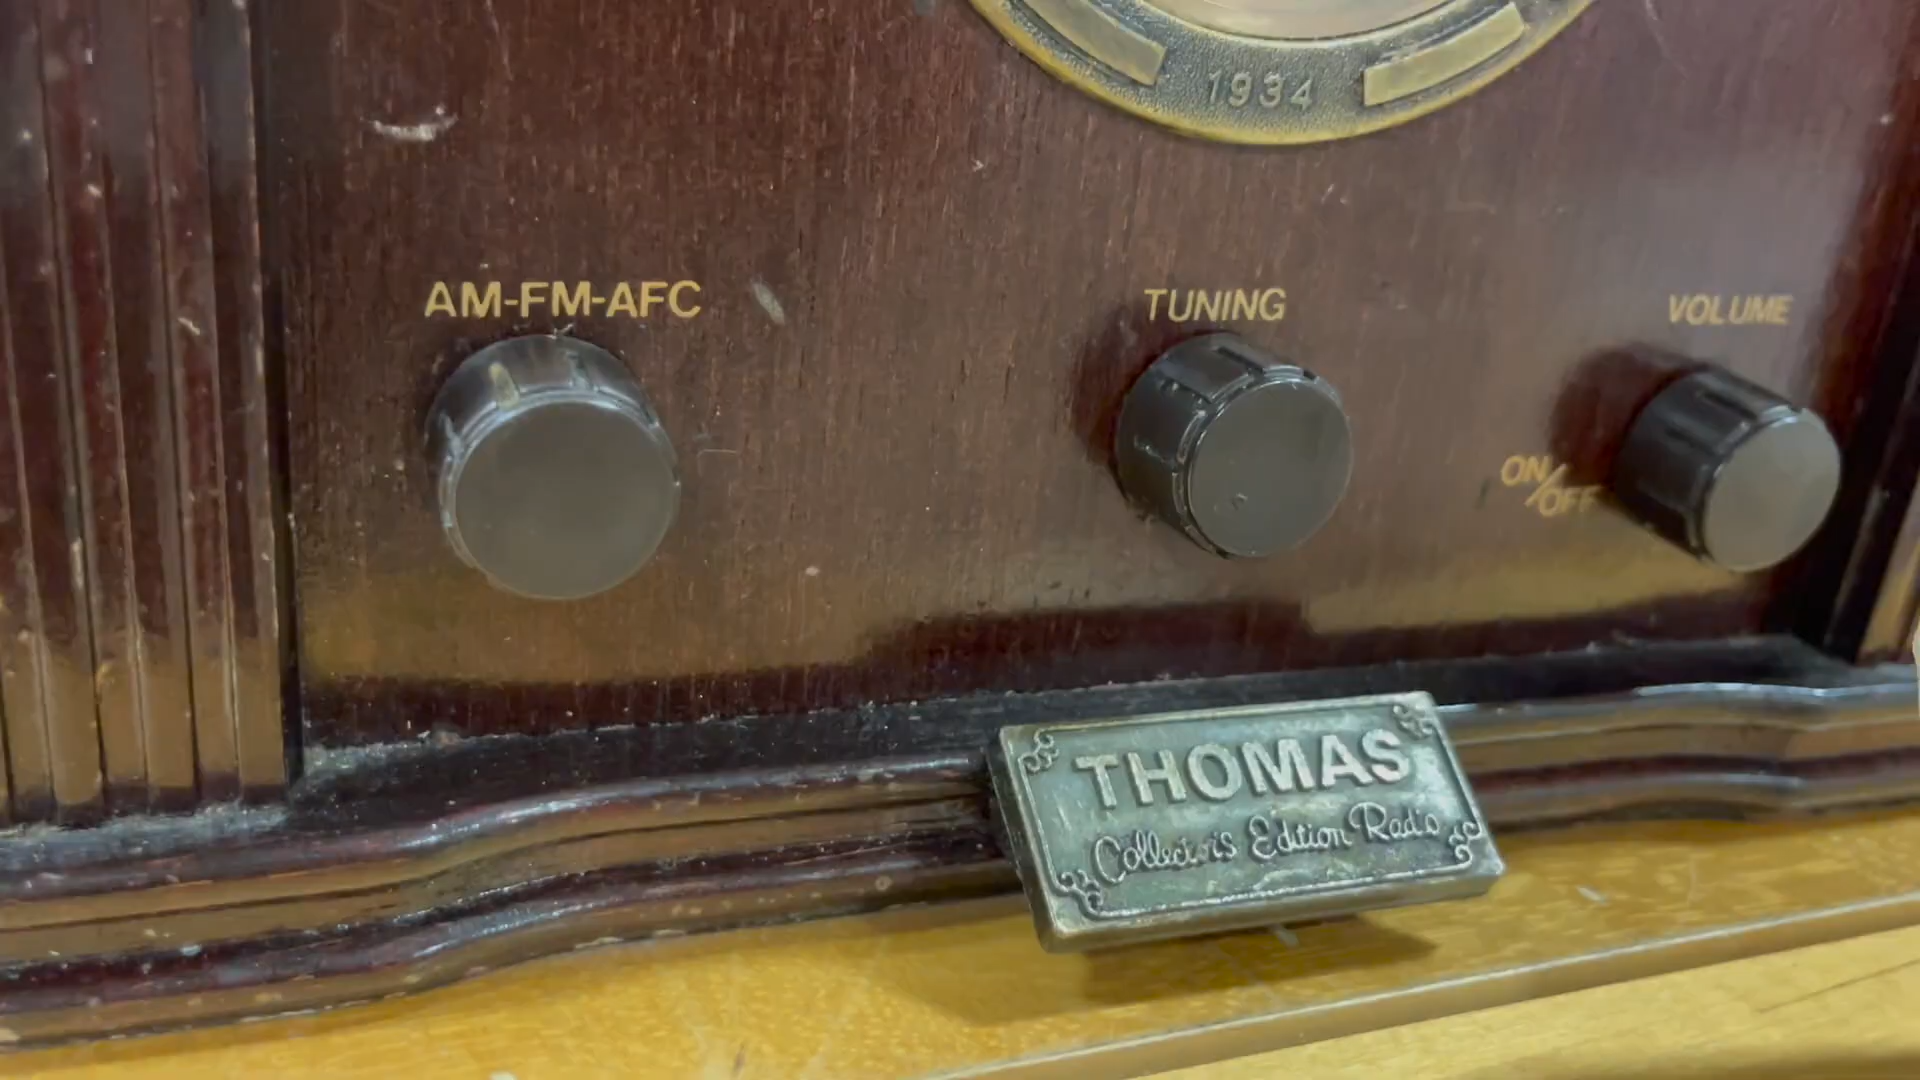 1934
AM-FM-AFC
TUNING
VOLUME
ON/OFF
THOMAS
Collector's Edition Radio